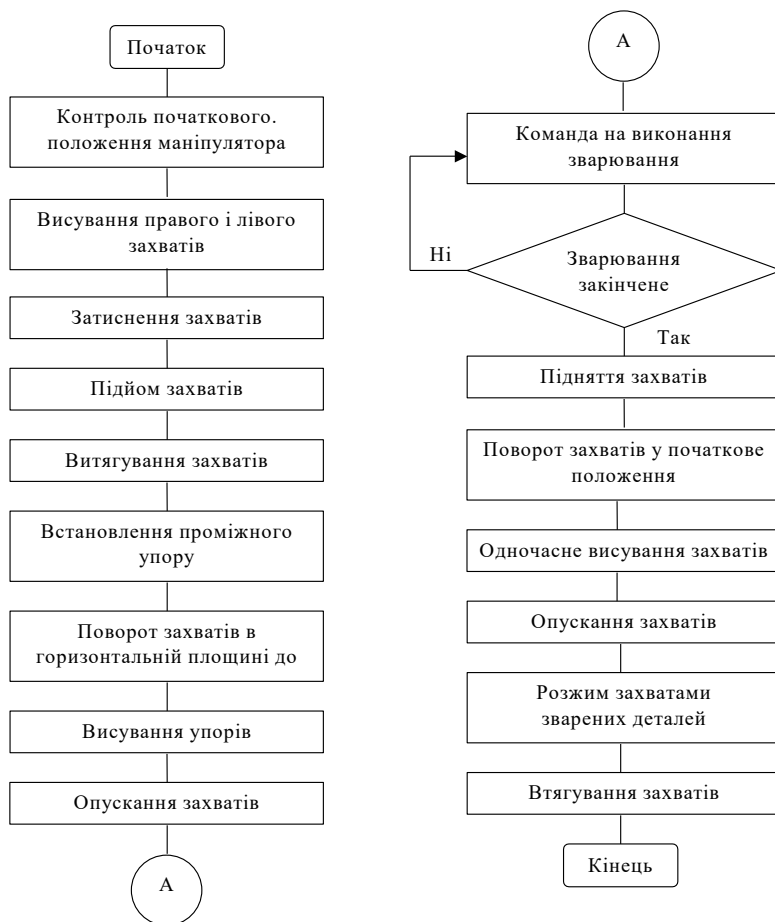 Початок
Контроль початкового.
положення маніпулятора
Висування правого і лівого
захватів
Затиснення захватів
Підйом захватів
Витягування захватів
Встановлення проміжного
упору
Поворот захватів в
горизонтальній площині до
Висування упорів
Опускання захватів
А
А
Команда на виконання
зварювання
Ні
Зварювання
закінчене
Так
Підняття захватів
Поворот захватів у початкове
положення
Одночасне висування захватів
Опускання захватів
Розжим захватами
зварених деталей
Втягування захватів
Кінець